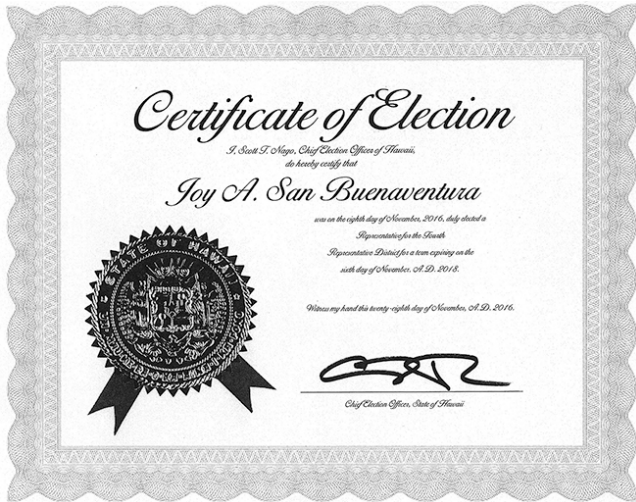 Certificate of Election
I, Scott T. Nago, Chief Election Officer of Hawaii,
do hereby certify that
Joy A. San Buenaventura
was on the eighth day of November, 2016, duly elected a
Representative for the Fourth
Representative District for a term expiring on the
sixth day of November, A.D. 2018.
Witness my hand this twenty-eighth day of November, A.D. 2016.
STATE OF HAWAII
Chief Election Officer, State of Hawaii